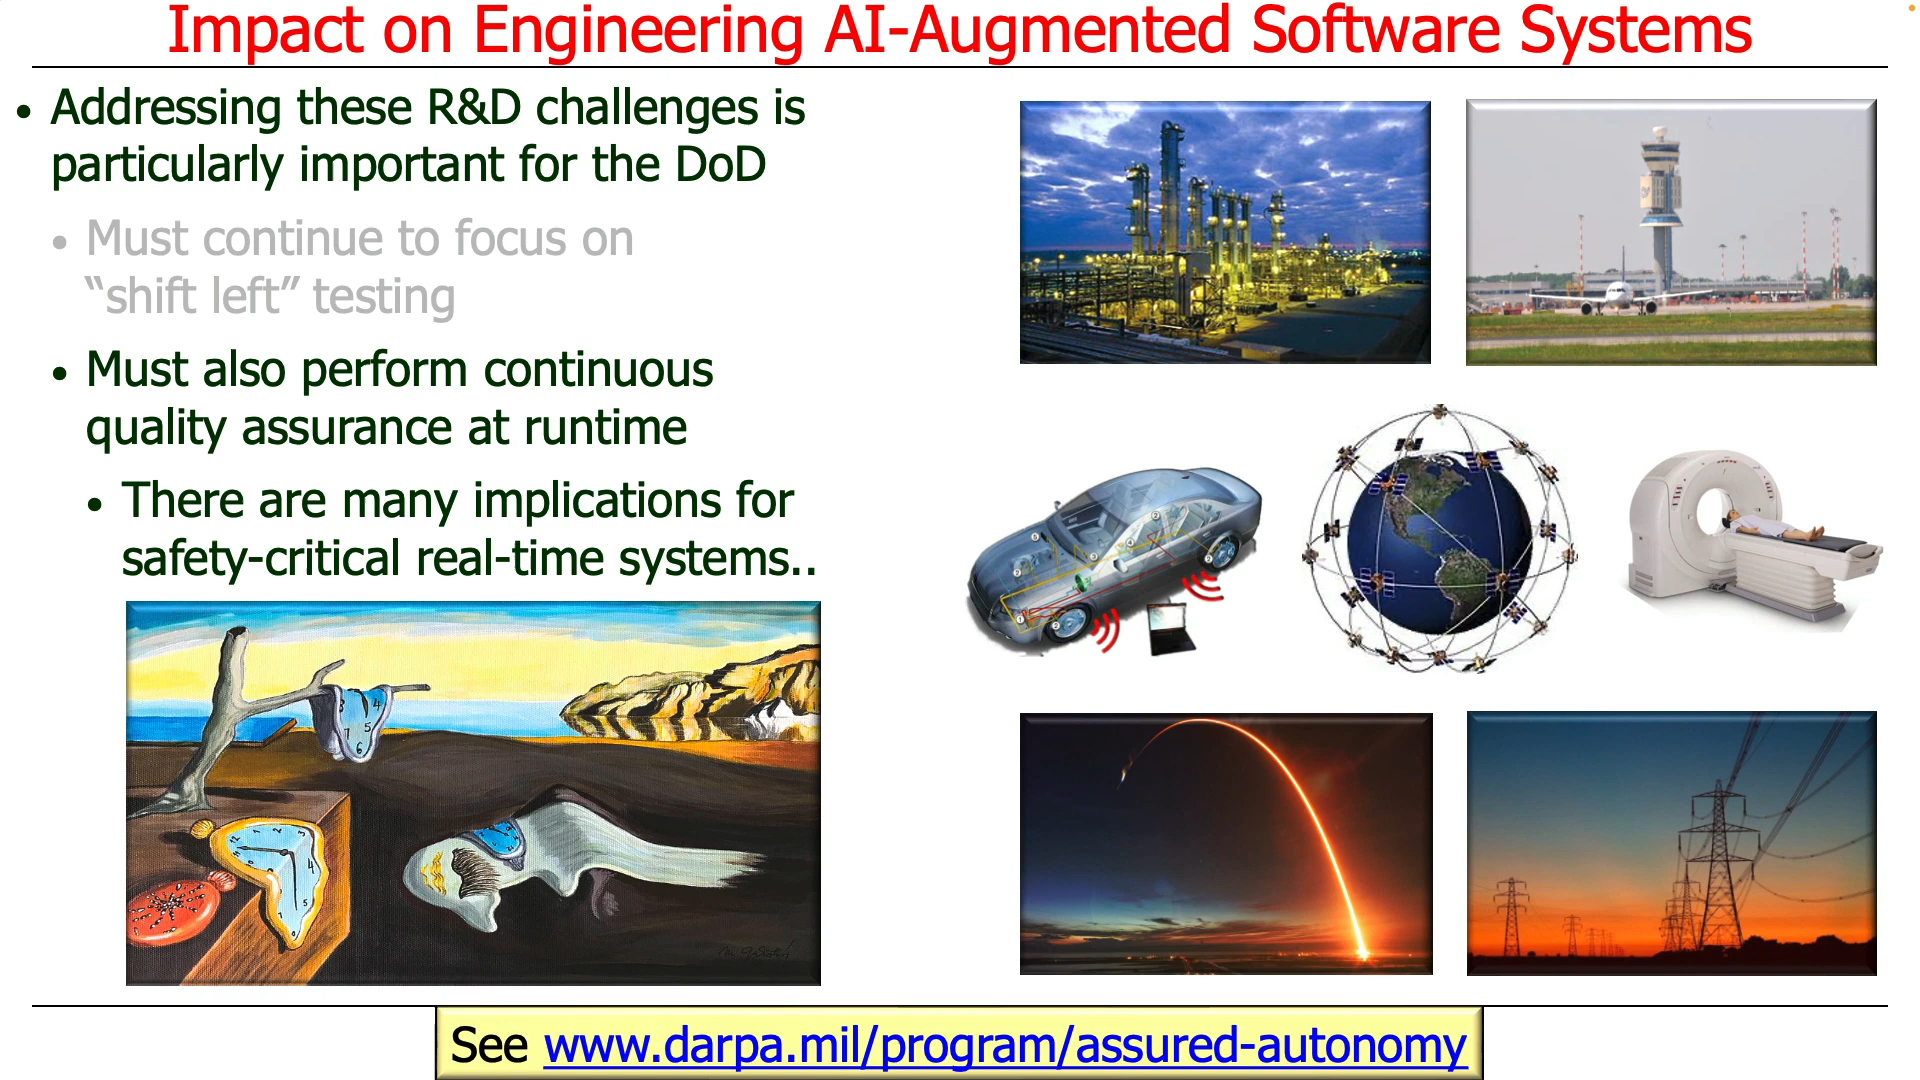 Impact on Engineering AI-Augmented Software Systems
• Addressing these R&D challenges is
particularly important for the DoD
• Must continue to focus on
“shift left” testing
• Must also perform continuous
quality assurance at runtime
• There are many implications for
safety-critical real-time systems..
See www.darpa.mil/program/assured-autonomy